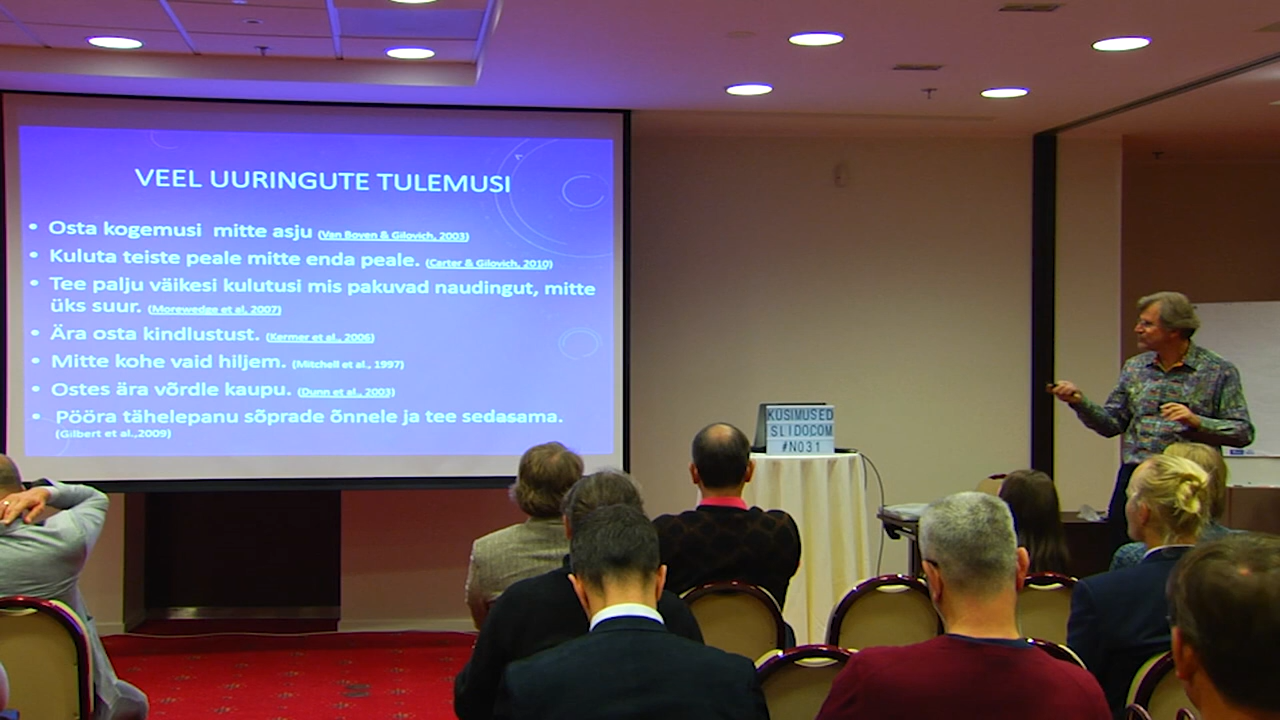 VEEL UURINGUTE TULEMUSI
• Osta kogemusi mitte asju (Van Boven & Gilovich, 2003)
• Kuluta teiste peale mitte enda peale. (Carter & Gilovich, 2010)
• Tee palju väikesi kulutusi mis pakuvad naudingut, mitte
üks suur. (Morewedge et al., 2007)
• Ära osta kindlustust. (Kermer et al., 2006)
• Mitte kohe vaid hiljem. (Mitchell et al., 1997)
• Ostes ära võrdle kaupu. (Dunn et al., 2003)
• Pööra tähelepanu sõprade õnnele ja tee sedasama.
(Gilbert et al.,2009)
KÜSIMUSED
SLIDOCOM
#N031